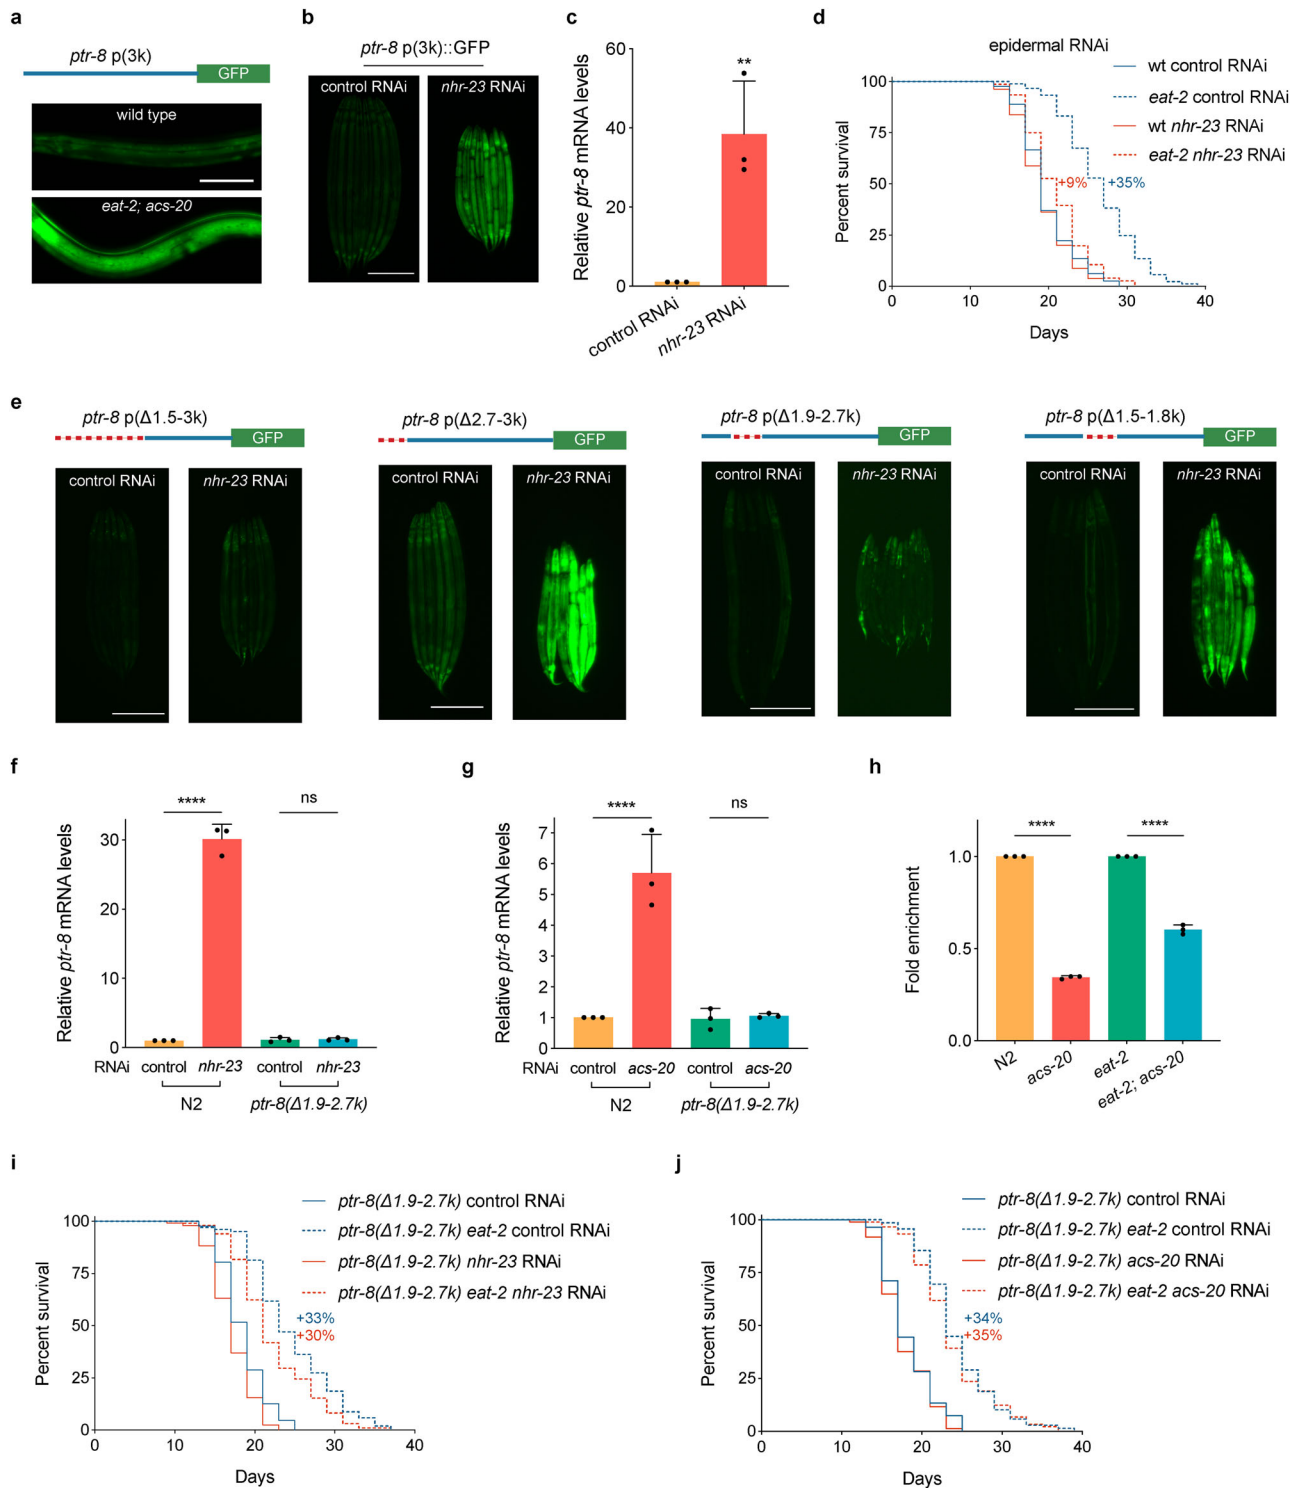 a
ptr-8 p(3k)
GFP
wild type
eat-2; acs-20
b
ptr-8 p(3k)::GFP
control RNAi
nhr-23 RNAi
c
Relative ptr-8 mRNA levels
60
40
20
0
**
control RNAi
nhr-23 RNAi
d
epidermal RNAi
wt control RNAi
eat-2 control RNAi
wt nhr-23 RNAi
eat-2 nhr-23 RNAi
Percent survival
100
75
50
25
0
+9%
+35%
0 10 20 30 40
Days
e
ptr-8 p(Δ1.5-3k)
GFP
control RNAi
nhr-23 RNAi
ptr-8 p(Δ2.7-3k)
GFP
control RNAi
nhr-23 RNAi
ptr-8 p(Δ1.9-2.7k)
GFP
control RNAi
nhr-23 RNAi
ptr-8 p(Δ1.5-1.8k)
GFP
control RNAi
nhr-23 RNAi
f
Relative ptr-8 mRNA levels
30
20
10
0
****
ns
RNAi control nhr-23 control nhr-23
N2 ptr-8(Δ1.9-2.7k)
g
Relative ptr-8 mRNA levels
7
6
5
4
3
2
1
0
****
ns
RNAi control acs-20 control acs-20
N2 ptr-8(Δ1.9-2.7k)
h
Fold enrichment
1.0
0.5
0.0
****
****
N2
acs-20
eat-2
eat-2; acs-20
i
ptr-8(Δ1.9-2.7k) control RNAi
ptr-8(Δ1.9-2.7k) eat-2 control RNAi
ptr-8(Δ1.9-2.7k) nhr-23 RNAi
ptr-8(Δ1.9-2.7k) eat-2 nhr-23 RNAi
Percent survival
100
75
50
25
0
+33%
+30%
0 10 20 30 40
Days
j
ptr-8(Δ1.9-2.7k) control RNAi
ptr-8(Δ1.9-2.7k) eat-2 control RNAi
ptr-8(Δ1.9-2.7k) acs-20 RNAi
ptr-8(Δ1.9-2.7k) eat-2 acs-20 RNAi
Percent survival
100
75
50
25
0
+34%
+35%
0 10 20 30 40
Days